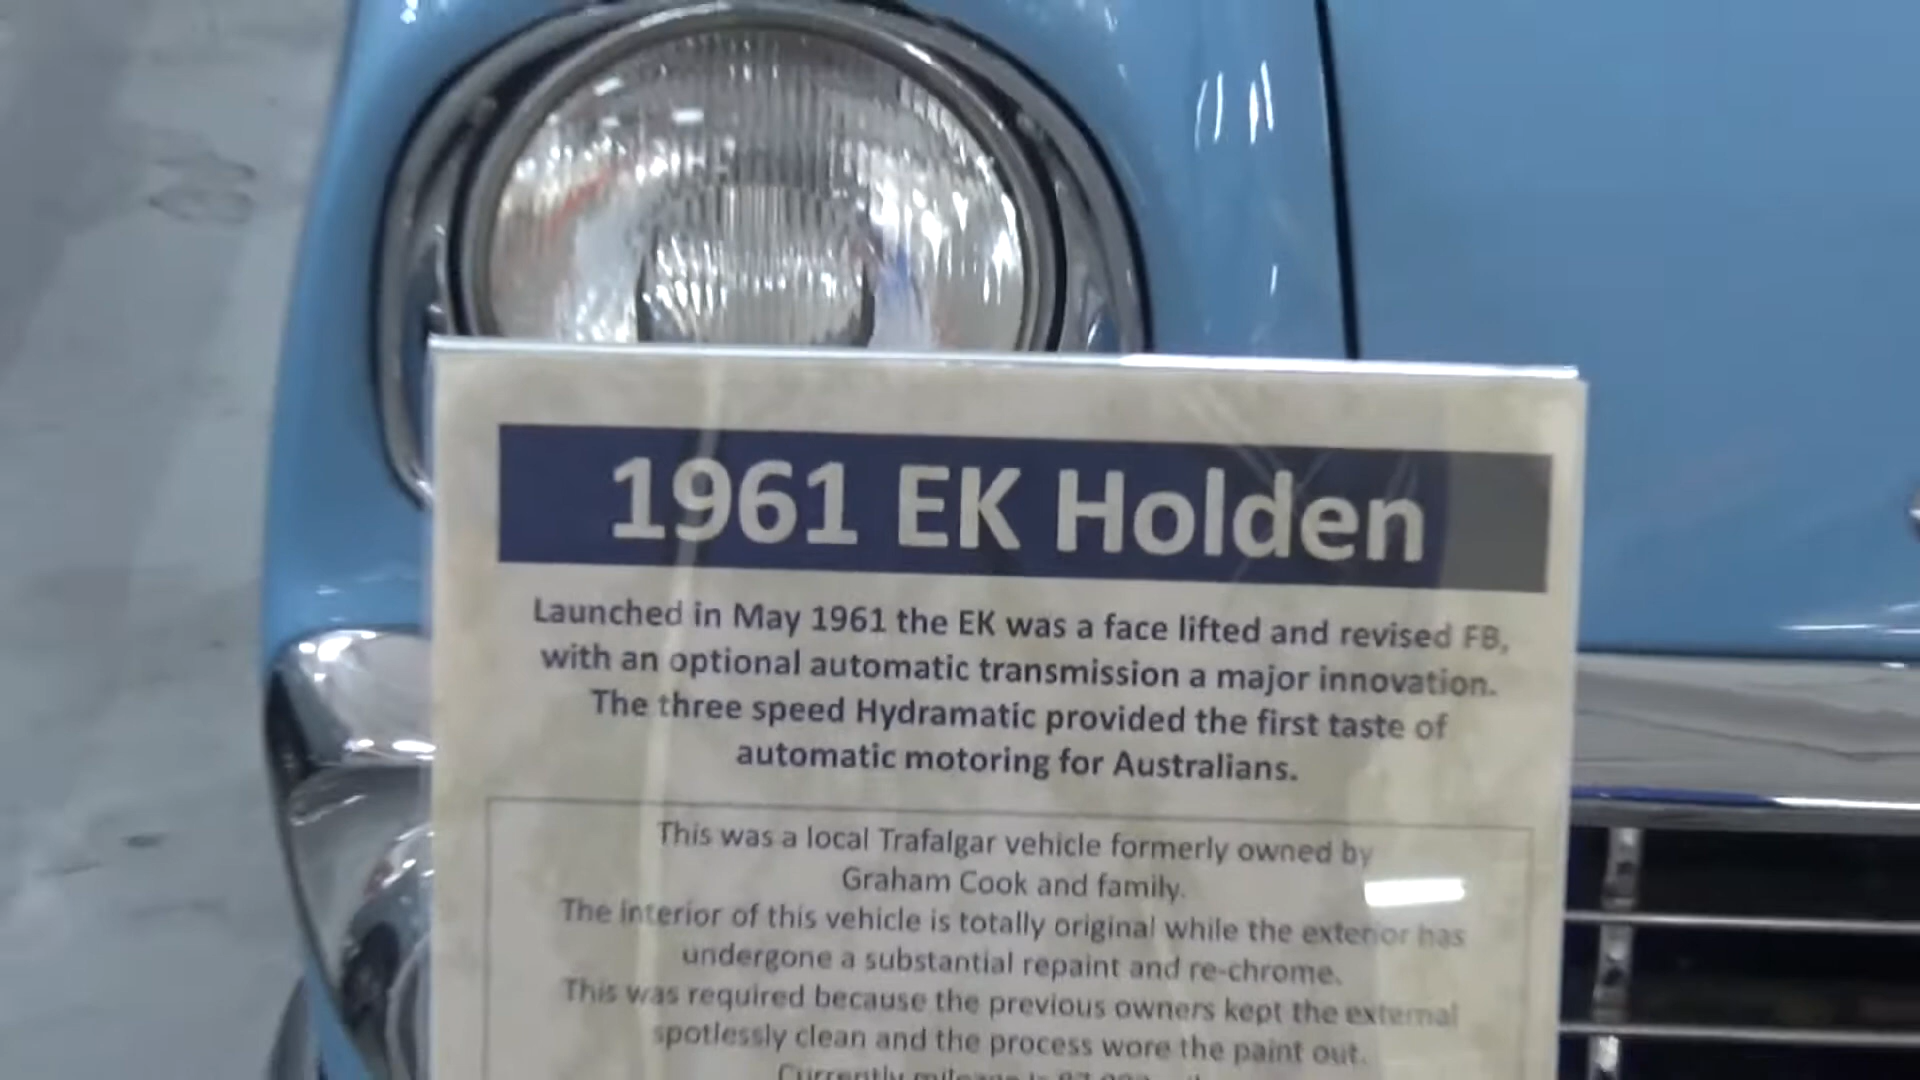 1961 EK Holden
Launched in May 1961 the EK was a face lifted and revised FB,
with an optional automatic transmission a major innovation.
The three speed Hydramatic provided the first taste of
automatic motoring for Australians.
This was a local Trafalgar vehicle formerly owned by
Graham Cook and family.
The interior of this vehicle is totally original while the exterior has
undergone a substantial repaint and re-chrome.
This was required because the previous owners kept the external
spotlessly clean and the process wore the paint out.
Currently mileage is